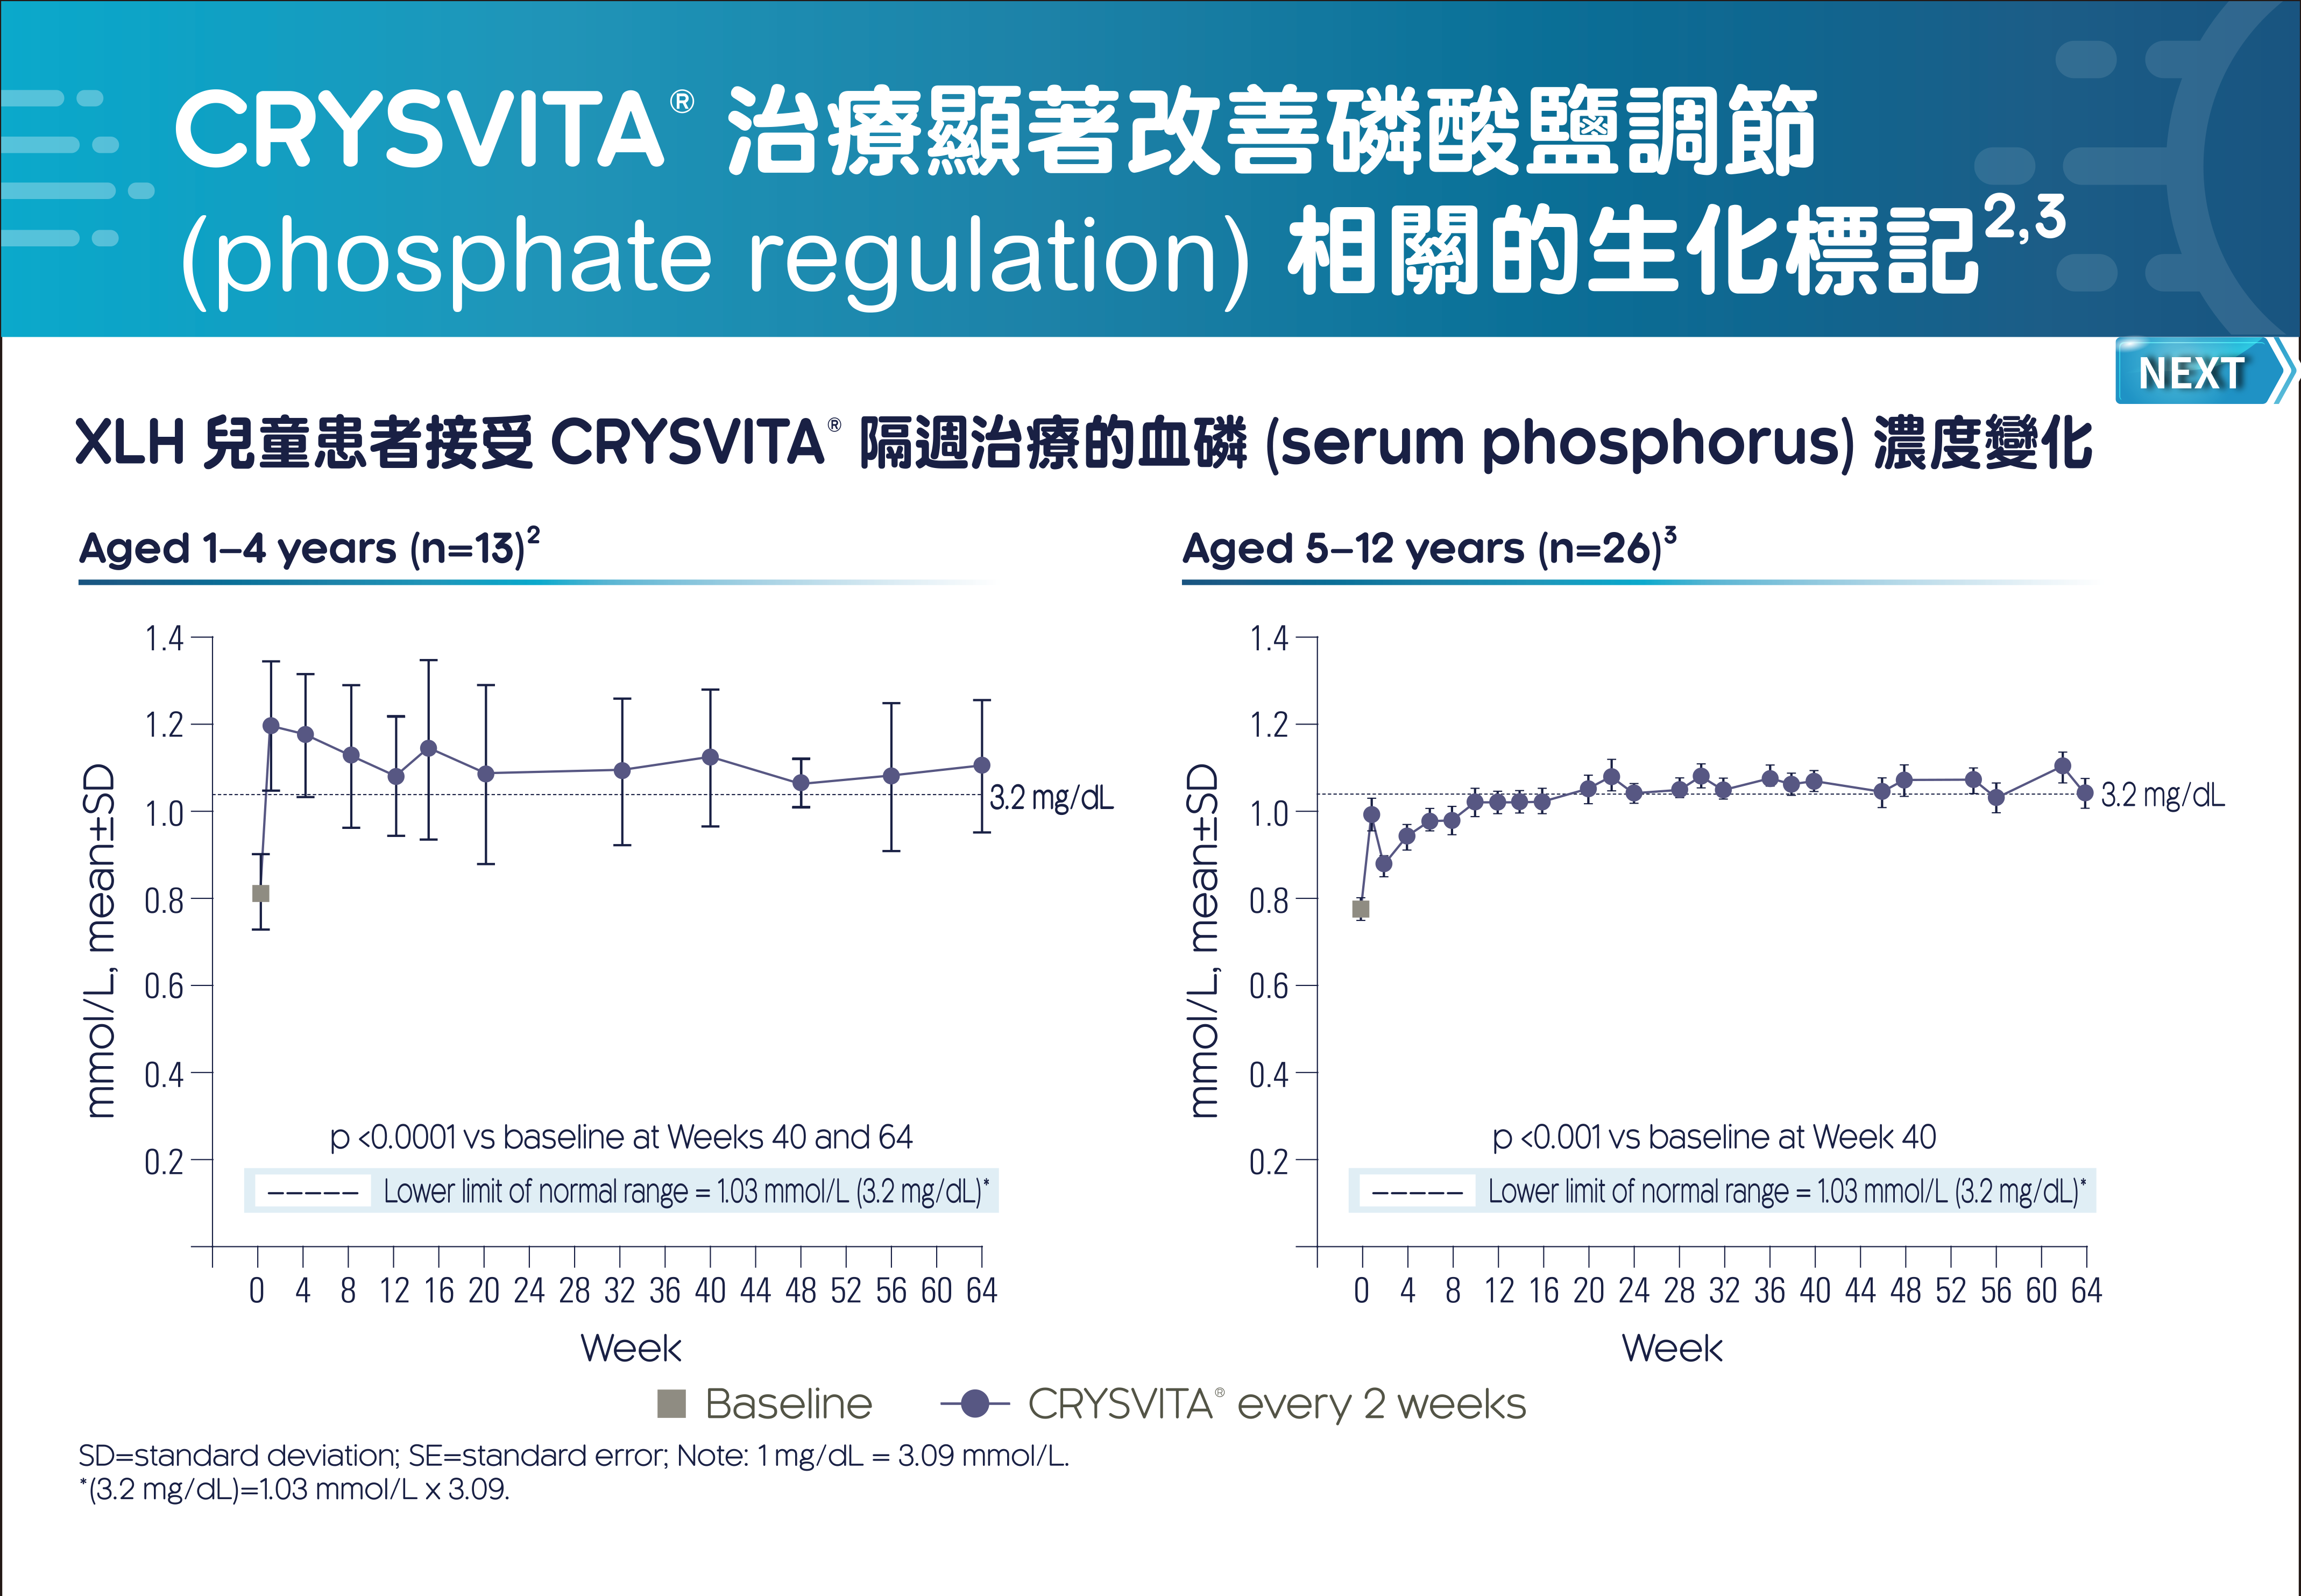 CRYSVITA® 治療顯著改善磷酸鹽調節
(phosphate regulation) 相關的生化標記2,3
NEXT
XLH 兒童患者接受 CRYSVITA® 隔週治療的血磷 (serum phosphorus) 濃度變化
Aged 1–4 years (n=13)2
mmol/L, mean±SD
1.4
1.2
1.0
0.8
0.6
0.4
0.2
3.2 mg/dL
p <0.0001 vs baseline at Weeks 40 and 64
Lower limit of normal range = 1.03 mmol/L (3.2 mg/dL)*
0 4 8 12 16 20 24 28 32 36 40 44 48 52 56 60 64
Week
Aged 5–12 years (n=26)3
mmol/L, mean±SD
1.4
1.2
1.0
0.8
0.6
0.4
0.2
3.2 mg/dL
p <0.001 vs baseline at Week 40
Lower limit of normal range = 1.03 mmol/L (3.2 mg/dL)*
0 4 8 12 16 20 24 28 32 36 40 44 48 52 56 60 64
Week
Baseline
CRYSVITA® every 2 weeks
SD=standard deviation; SE=standard error; Note: 1 mg/dL = 3.09 mmol/L.
*(3.2 mg/dL)=1.03 mmol/L x 3.09.